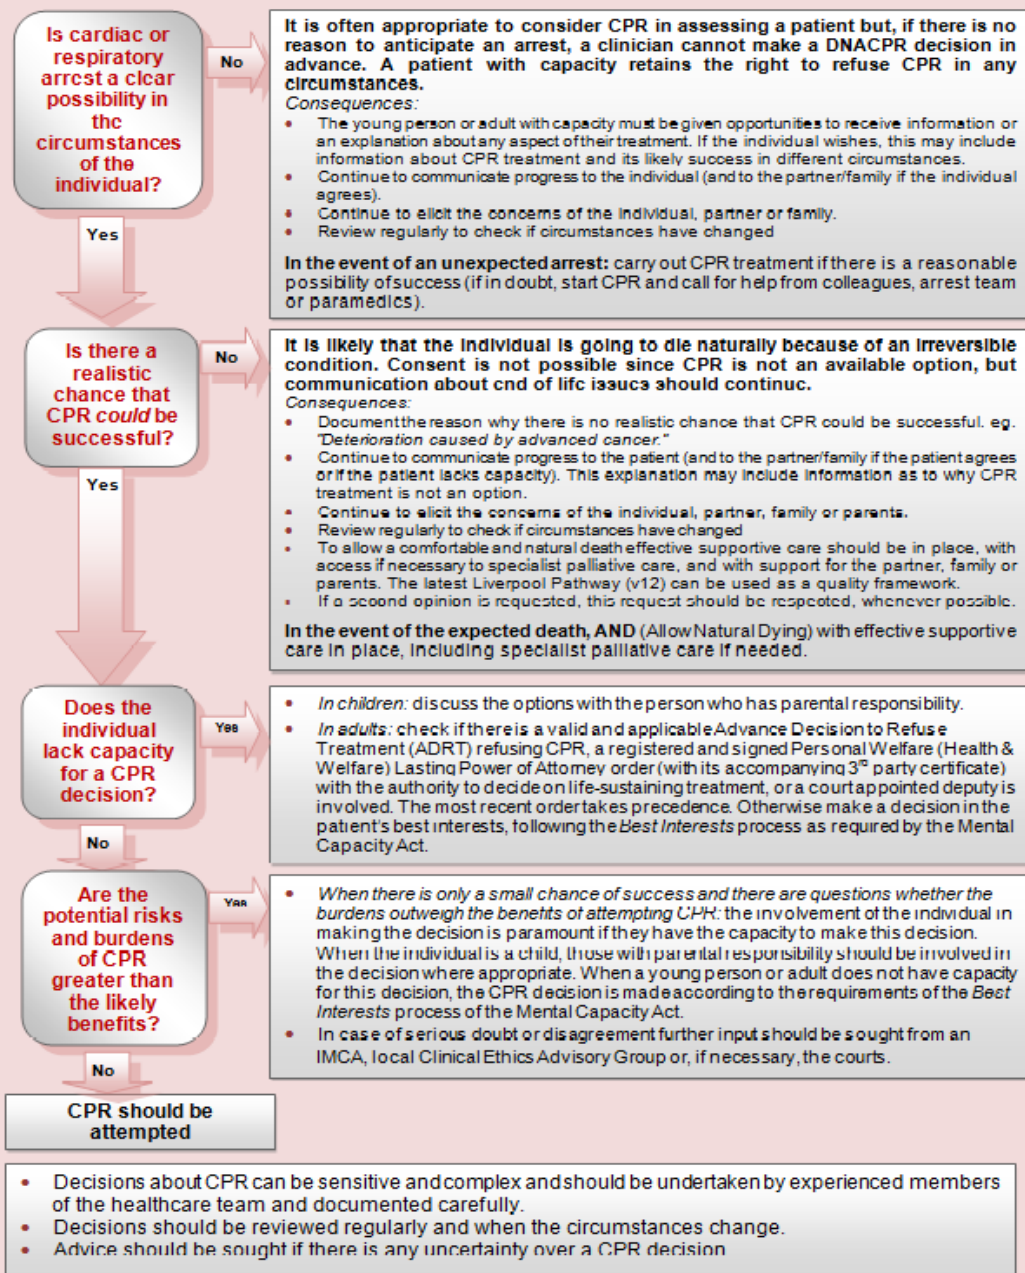 Is cardiac or
respiratory
arrest a clear
possibility in
the
circumstances
of the
individual?
No
It is often appropriate to consider CPR in assessing a patient but, if there is no
reason to anticipate an arrest, a clinician cannot make a DNACPR decision in
advance. A patient with capacity retains the right to refuse CPR in any
circumstances.
Consequences:
• The young person or adult with capacity must be given opportunities to receive information or
an explanation about any aspect of their treatment. If the individual wishes, this may include
information about CPR treatment and its likely success in different circumstances.
• Continue to communicate progress to the individual (and to the partner/family if the individual
agrees).
• Continue to elicit the concerns of the individual, partner or family.
• Review regularly to check if circumstances have changed
In the event of an unexpected arrest: carry out CPR treatment if there is a reasonable
possibility of success (if in doubt, start CPR and call for help from colleagues, arrest team
or paramedics).
Yes
Is there a
realistic
chance that
CPR could be
successful?
No
It is likely that the individual is going to die naturally because of an irreversible
condition. Consent is not possible since CPR is not an available option, but
communication about end of life issues should continue.
Consequences:
• Document the reason why there is no realistic chance that CPR could be successful. eg.
"Deterioration caused by advanced cancer."
• Continue to communicate progress to the patient (and to the partner/family if the patient agrees
or if the patient lacks capacity). This explanation may include information as to why CPR
treatment is not an option.
• Continue to elicit the concerns of the individual, partner, family or parents.
• Review regularly to check if circumstances have changed
• To allow a comfortable and natural death effective supportive care should be in place, with
access if necessary to specialist palliative care, and with support for the partner, family or
parents. The latest Liverpool Pathway (v12) can be used as a quality framework.
• If a second opinion is requested, this request should be respected, whenever possible.
In the event of the expected death, AND (Allow Natural Dying) with effective supportive
care in place, including specialist palliative care if needed.
Yes
Does the
individual
lack capacity
for a CPR
decision?
Yes
• In children: discuss the options with the person who has parental responsibility.
• In adults: check if there is a valid and applicable Advance Decision to Refuse
Treatment (ADRT) refusing CPR, a registered and signed Personal Welfare (Health &
Welfare) Lasting Power of Attorney order (with its accompanying 3rd party certificate)
with the authority to decide on life-sustaining treatment, or a court appointed deputy is
involved. The most recent order takes precedence. Otherwise make a decision in the
patient's best interests, following the Best Interests process as required by the Mental
Capacity Act.
No
Are the
potential risks
and burdens
of CPR
greater than
the likely
benefits?
Yes
• When there is only a small chance of success and there are questions whether the
burdens outweigh the benefits of attempting CPR: the involvement of the individual in
making the decision is paramount if they have the capacity to make this decision.
When the individual is a child, those with parental responsibility should be involved in
the decision where appropriate. When a young person or adult does not have capacity
for this decision, the CPR decision is made according to the requirements of the Best
Interests process of the Mental Capacity Act.
• In case of serious doubt or disagreement further input should be sought from an
IMCA, local Clinical Ethics Advisory Group or, if necessary, the courts.
No
CPR should be
attempted
• Decisions about CPR can be sensitive and complex and should be undertaken by experienced members
of the healthcare team and documented carefully.
• Decisions should be reviewed regularly and when the circumstances change.
• Advice should be sought if there is any uncertainty over a CPR decision